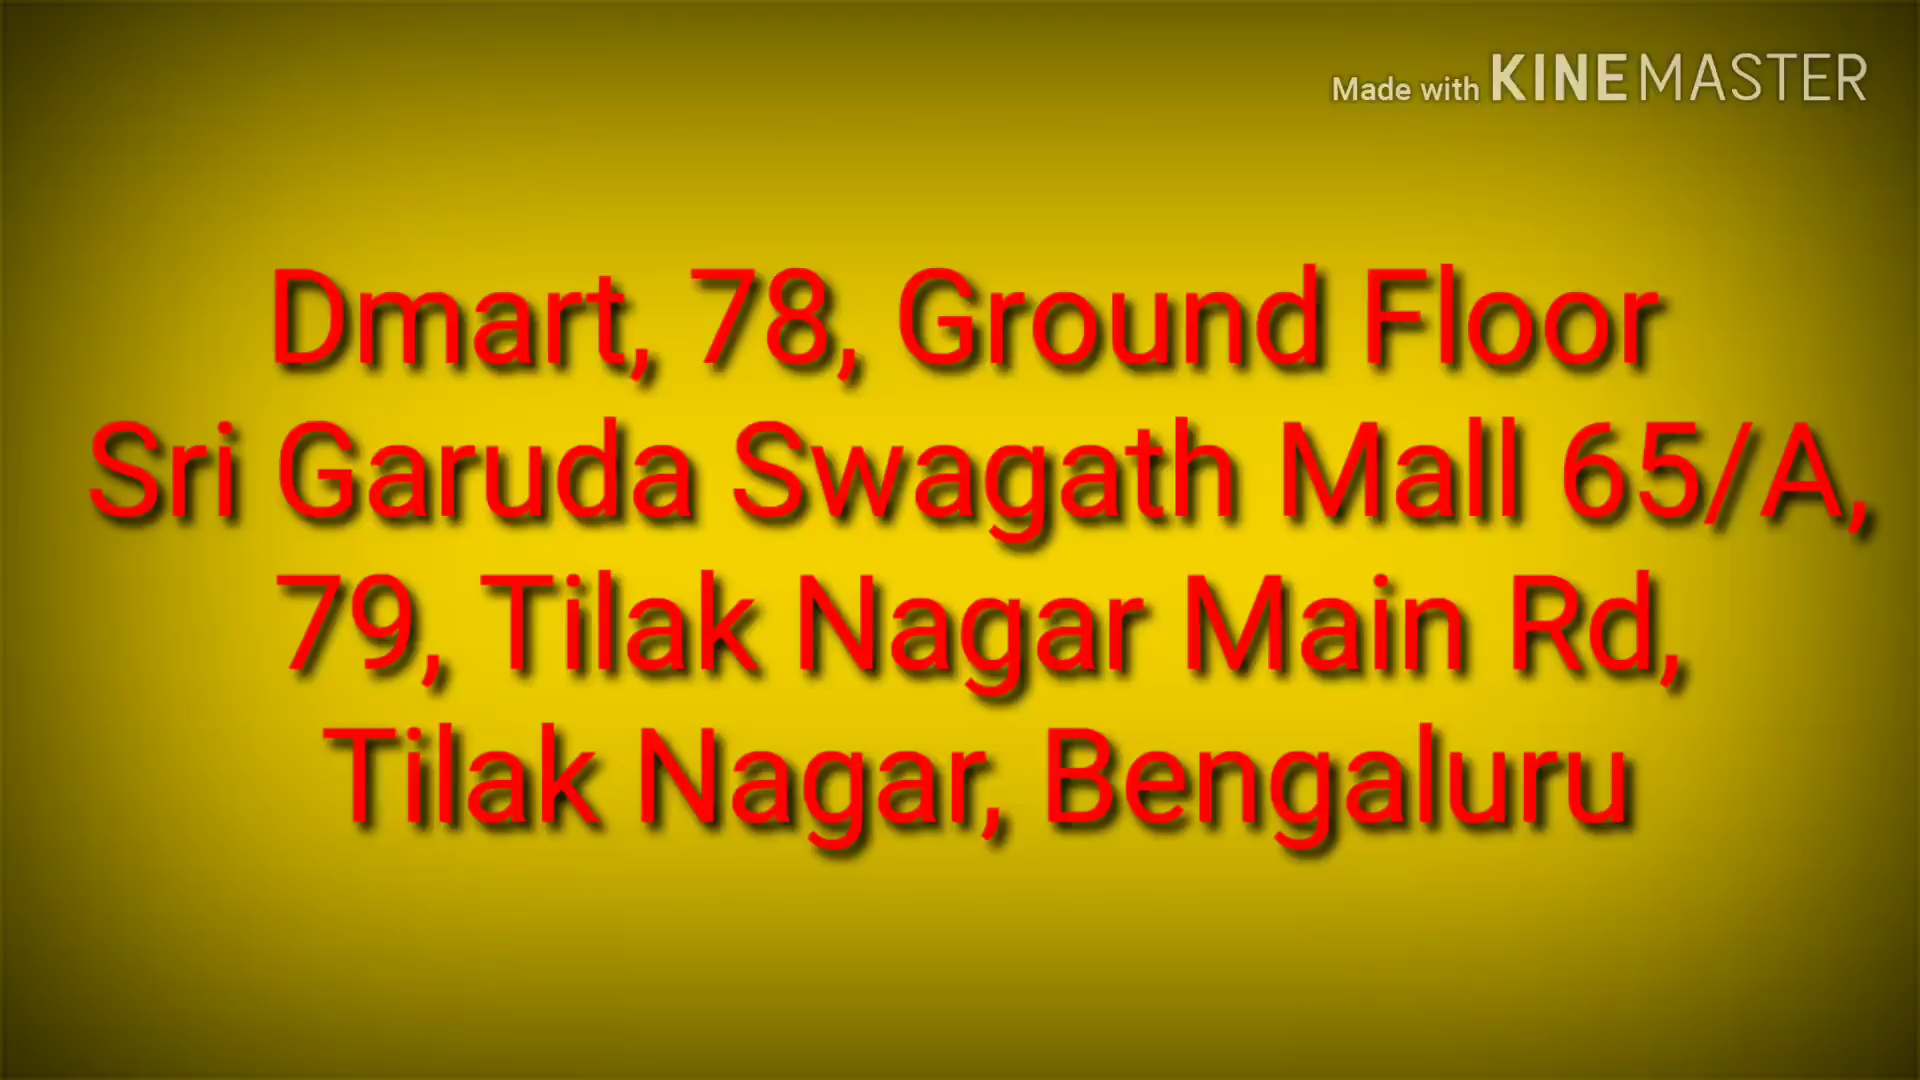 Made with KINEMASTER
Dmart, 78, Ground Floor
Sri Garuda Swagath Mall 65/A,
79, Tilak Nagar Main Rd,
Tilak Nagar, Bengaluru